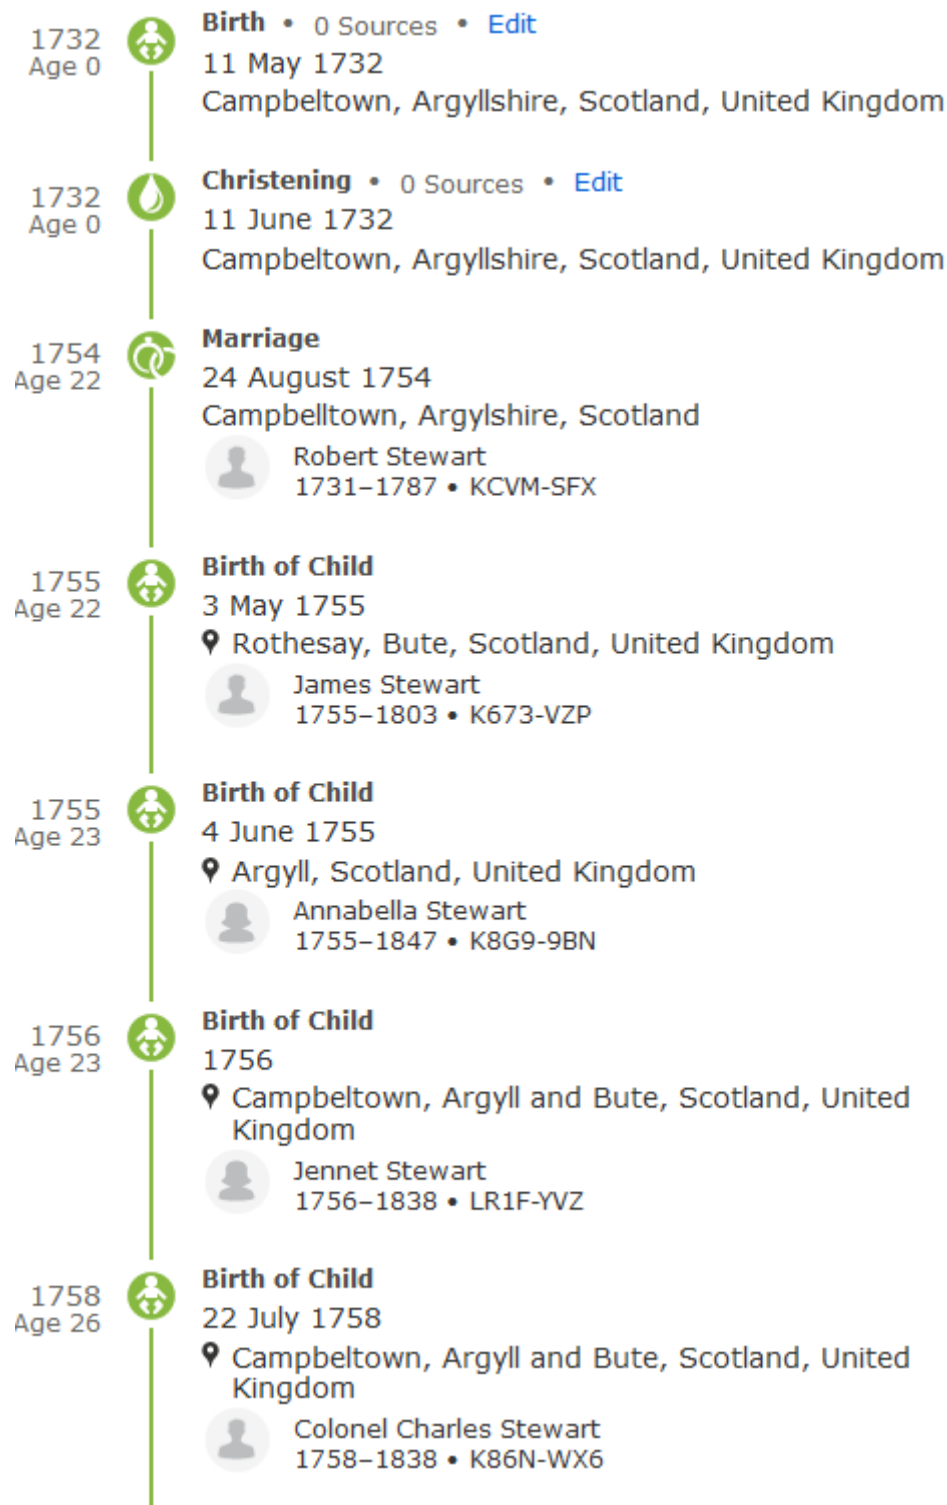 Birth • 0 Sources • Edit
1732
Age 0
11 May 1732
Campbeltown, Argyllshire, Scotland, United Kingdom
Christening • 0 Sources • Edit
1732
Age 0
11 June 1732
Campbeltown, Argyllshire, Scotland, United Kingdom
Marriage
1754
Age 22
24 August 1754
Campbelltown, Argylshire, Scotland
Robert Stewart
1731–1787 • KCVM-SFX
Birth of Child
1755
Age 22
3 May 1755
Rothesay, Bute, Scotland, United Kingdom
James Stewart
1755–1803 • K673-VZP
Birth of Child
1755
Age 23
4 June 1755
Argyll, Scotland, United Kingdom
Annabella Stewart
1755–1847 • K8G9-9BN
Birth of Child
1756
Age 23
1756
Campbeltown, Argyll and Bute, Scotland, United
Kingdom
Jennet Stewart
1756–1838 • LR1F-YVZ
Birth of Child
1758
Age 26
22 July 1758
Campbeltown, Argyll and Bute, Scotland, United
Kingdom
Colonel Charles Stewart
1758–1838 • K86N-WX6